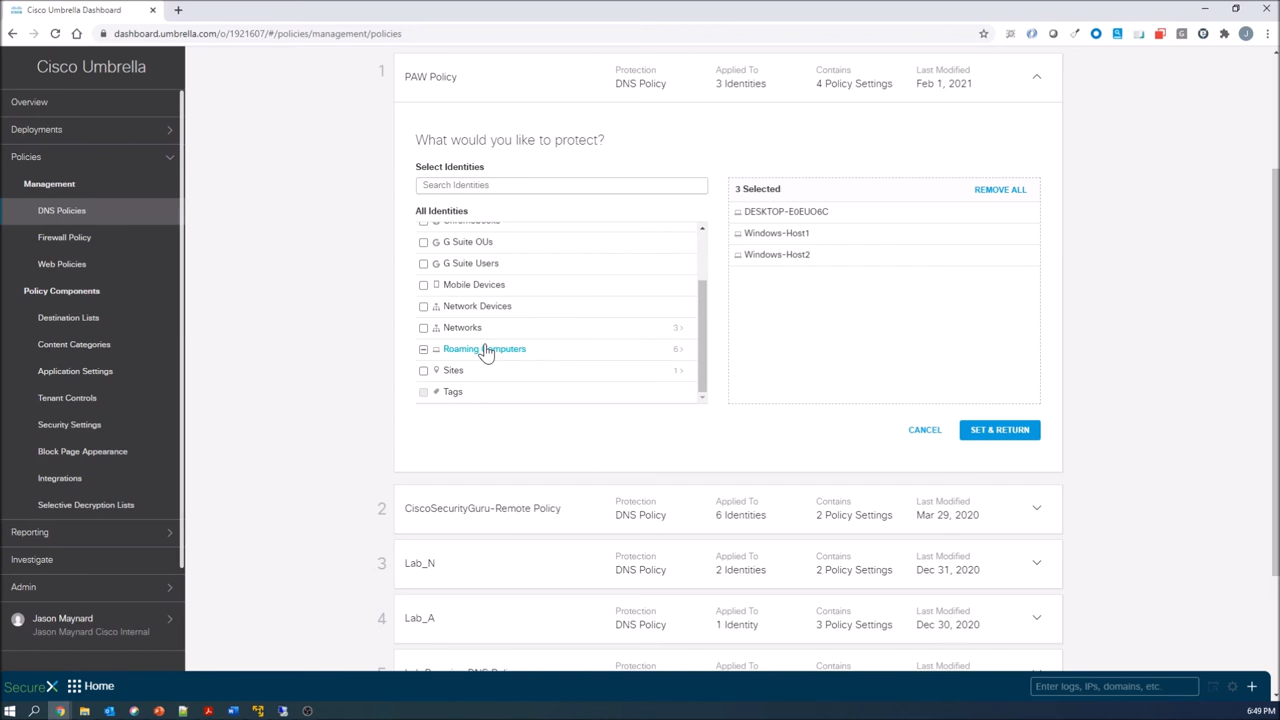 Cisco Umbrella Dashboard
dashboard.umbrella.com/o/1921607/#/policies/management/policies
Cisco Umbrella
Overview
Deployments
Policies
Management
DNS Policies
Firewall Policy
Web Policies
Policy Components
Destination Lists
Content Categories
Application Settings
Tenant Controls
Security Settings
Block Page Appearance
Integrations
Selective Decryption Lists
Reporting
Investigate
Admin
Jason Maynard
Jason Maynard Cisco Internal
1 PAW Policy
Protection
DNS Policy
Applied To
3 Identities
Contains
4 Policy Settings
Last Modified
Feb 1, 2021
What would you like to protect?
Select Identities
Search Identities
All Identities
Chromebooks
G Suite OUs
G Suite Users
Mobile Devices
Network Devices
Networks 3
Roaming Computers 6
Sites 1
Tags
3 Selected REMOVE ALL
DESKTOP-E0EUO6C
Windows-Host1
Windows-Host2
CANCEL SET & RETURN
2 CiscoSecurityGuru-Remote Policy
Protection
DNS Policy
Applied To
6 Identities
Contains
2 Policy Settings
Last Modified
Mar 29, 2020
3 Lab_N
Protection
DNS Policy
Applied To
2 Identities
Contains
2 Policy Settings
Last Modified
Dec 31, 2020
4 Lab_A
Protection
DNS Policy
Applied To
1 Identity
Contains
3 Policy Settings
Last Modified
Dec 30, 2020
Protection
Applied To
Contains
Last Modified
SecureX Home
Enter logs, IPs, domains, etc.
6:49 PM